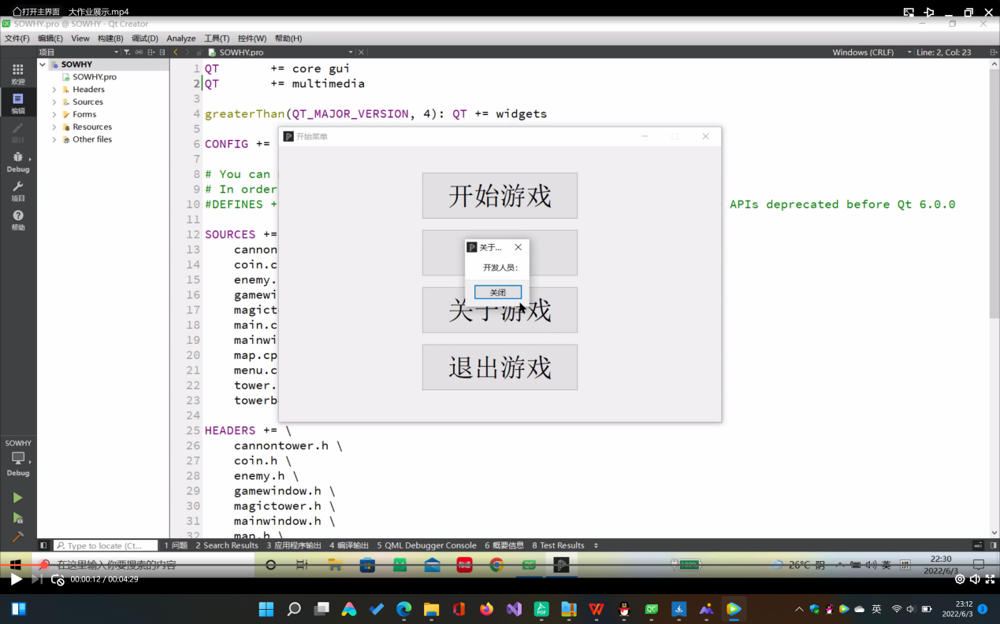 打开主界面 大作业展示.mp4
SOWHY.pro @ SOWHY - Qt Creator
文件(F) 编辑(E) View 构建(B) 调试(D) Analyze 工具(T) 控件(W) 帮助(H)
项目 SOWHY.pro Windows (CRLF) Line: 2, Col: 23
欢迎
编辑
设计
Debug
项目
帮助
SOWHY
Debug
SOWHY
SOWHY.pro
Headers
Sources
Forms
Resources
Other files
1 QT += core gui
2 QT += multimedia
3
4 greaterThan(QT_MAJOR_VERSION, 4): QT += widgets
5
6 CONFIG +=
7
8 # You can
9 # In order
10 #DEFINES + APIs deprecated before Qt 6.0.0
11
12 SOURCES +=
13 cannon
14 coin.c
15 enemy.
16 gamewi
17 magict
18 main.c
19 mainwi
20 map.cp
21 menu.c
22 tower.
23 towerb
24
25 HEADERS += \
26 cannontower.h \
27 coin.h \
28 enemy.h \
29 gamewindow.h \
30 magictower.h \
31 mainwindow.h \
32 map.h \
开始菜单
开始游戏
关于游戏
退出游戏
关于...
开发人员:
关闭
Type to locate (Ct... 1 问题 2 Search Results 3 应用程序输出 4 编译输出 5 QML Debugger Console 6 概要信息 8 Test Results
在这里输入你要搜索的内容
100%
26°C 阴 英 拼
22:30
2022/6/3
00:00:12 / 00:04:29
英
23:12
2022/6/3
3